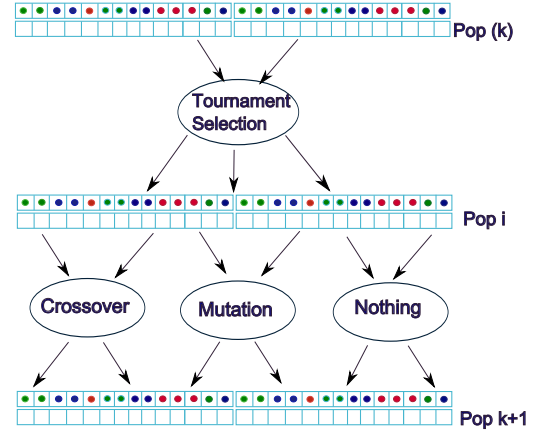 Pop (k)
Tournament
Selection
Pop i
Crossover
Mutation
Nothing
Pop k+1